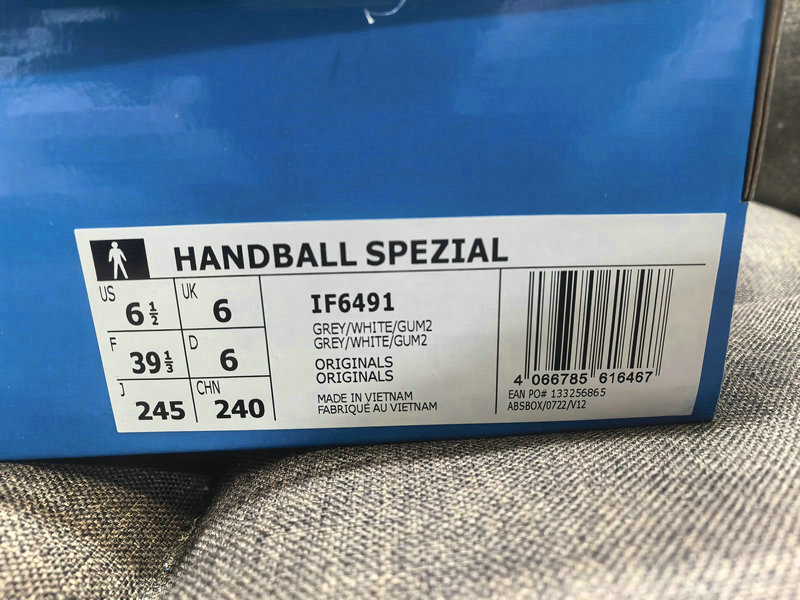 HANDBALL SPEZIAL
US 6 1/2 UK 6
F 39 1/3 D 6
J 245 CHN 240
IF6491
GREY/WHITE/GUM2
GREY/WHITE/GUM2
ORIGINALS
ORIGINALS
MADE IN VIETNAM
FABRIQUÉ AU VIETNAM
4 066785 616467
EAN PO# 133256865
ABSBOX/0722/V12